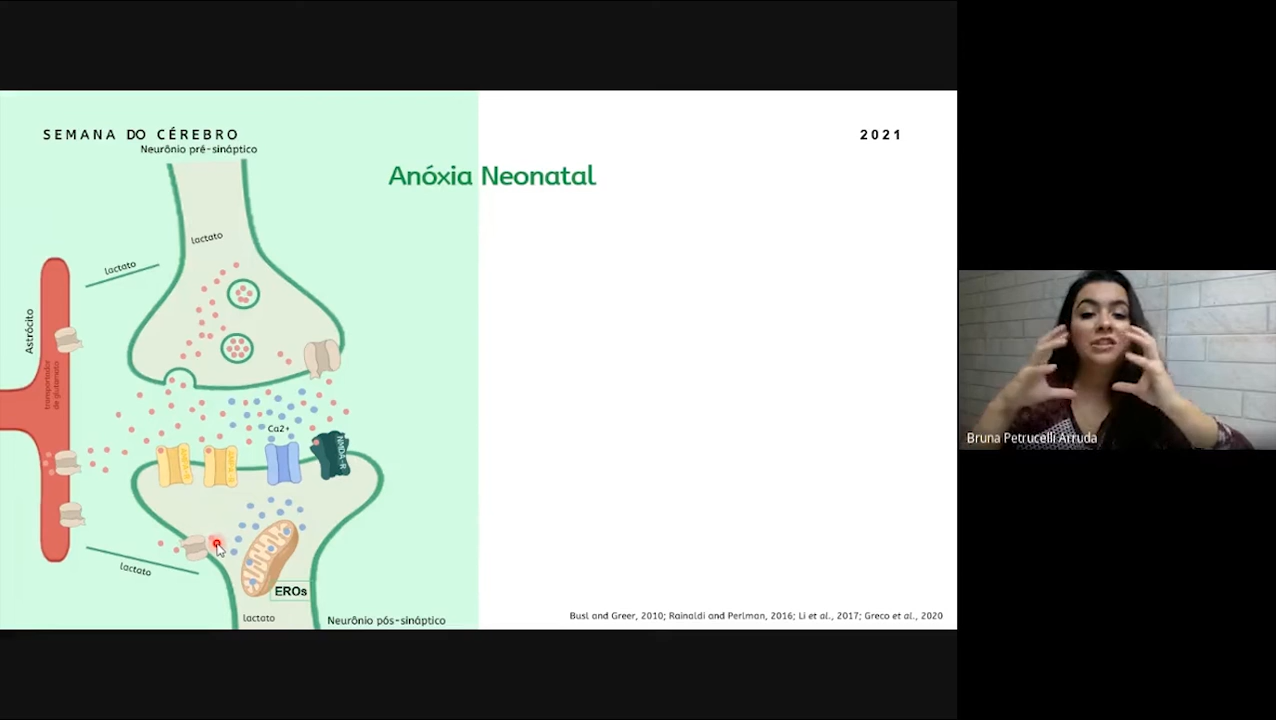 SEMANA DO CÉREBRO
2021
Neurônio pré-sináptico
Anóxia Neonatal
lactato
lactato
Astrócito
transportador
de glutamato
Ca2+
NMDA-R
lactato
EROs
lactato
Neurônio pós-sináptico
Busl and Greer, 2010; Rainaldi and Perlman, 2016; Li et al., 2017; Greco et al., 2020
Bruna Petrucelli Arruda